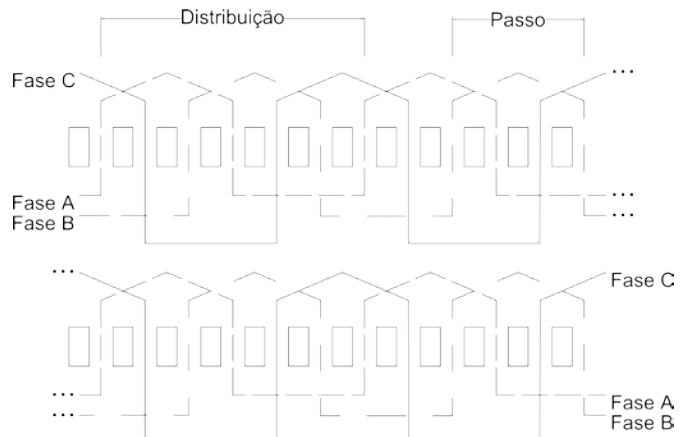 Distribuição Passo
Fase C ...
Fase A ...
Fase B ...
... Fase C
... Fase A
... Fase B